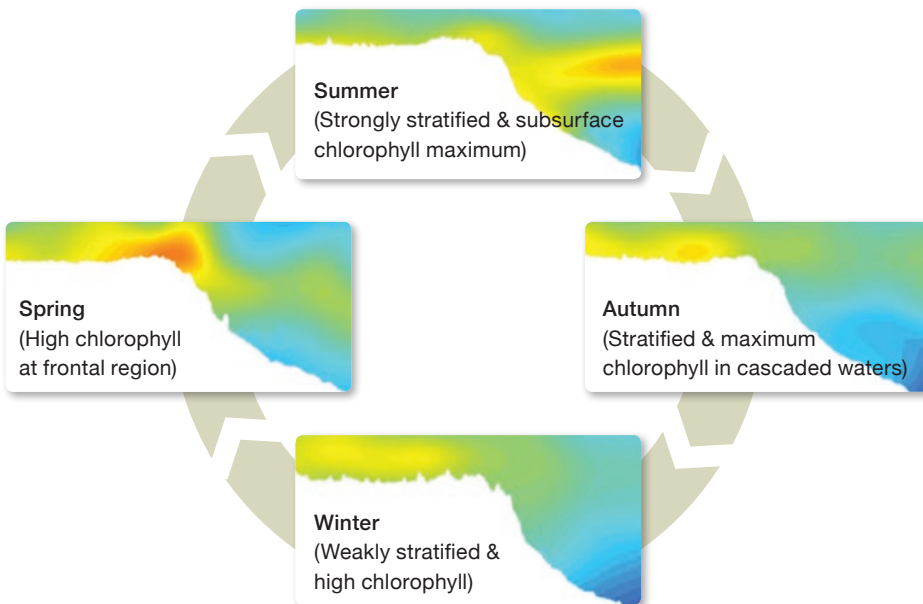 Summer
(Strongly stratified & subsurface
chlorophyll maximum)
Spring
(High chlorophyll
at frontal region)
Autumn
(Stratified & maximum
chlorophyll in cascaded waters)
Winter
(Weakly stratified &
high chlorophyll)